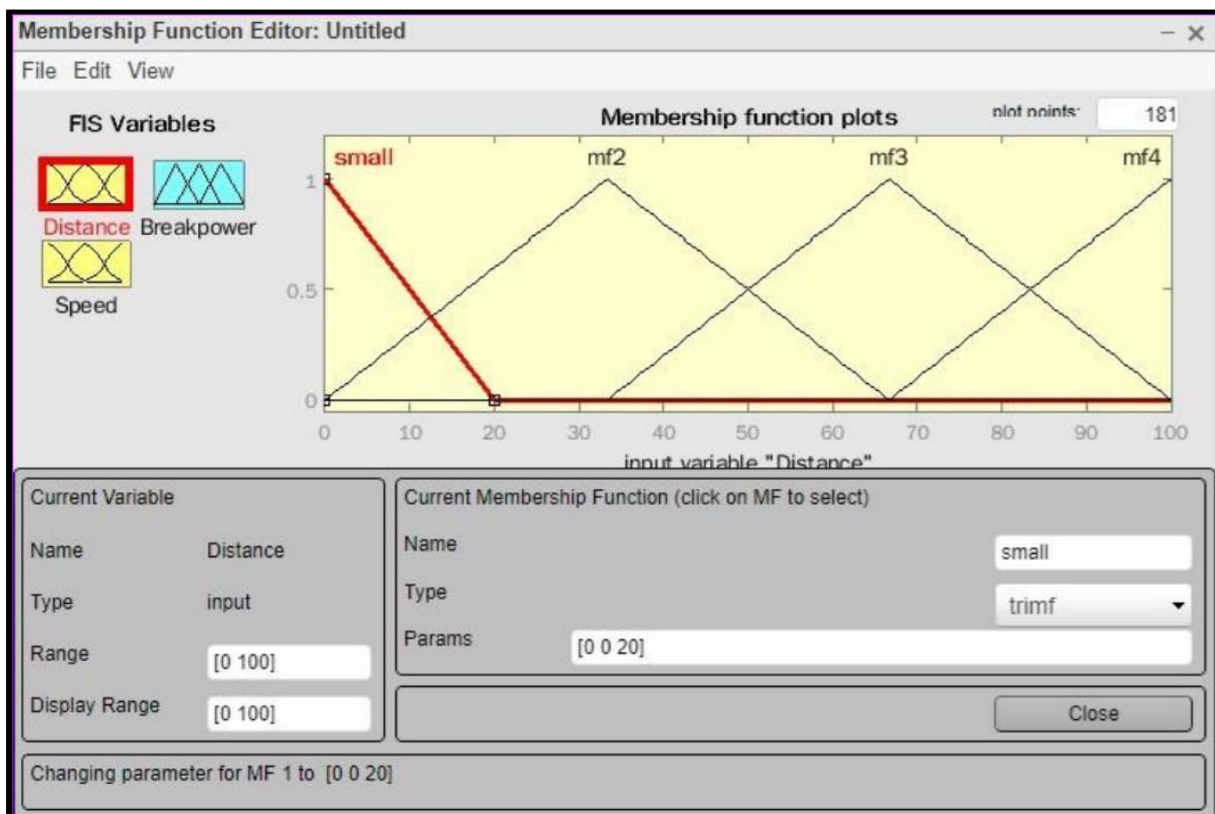 Membership Function Editor: Untitled
File Edit View
FIS Variables
Distance Breakpower
Speed
Membership function plots
plot points: 181
small mf2 mf3 mf4
1
0.5
0
0 10 20 30 40 50 60 70 80 90 100
input variable "Distance"
Current Variable
Name Distance
Type input
Range [0 100]
Display Range [0 100]
Current Membership Function (click on MF to select)
Name small
Type trimf
Params [0 0 20]
Close
Changing parameter for MF 1 to [0 0 20]